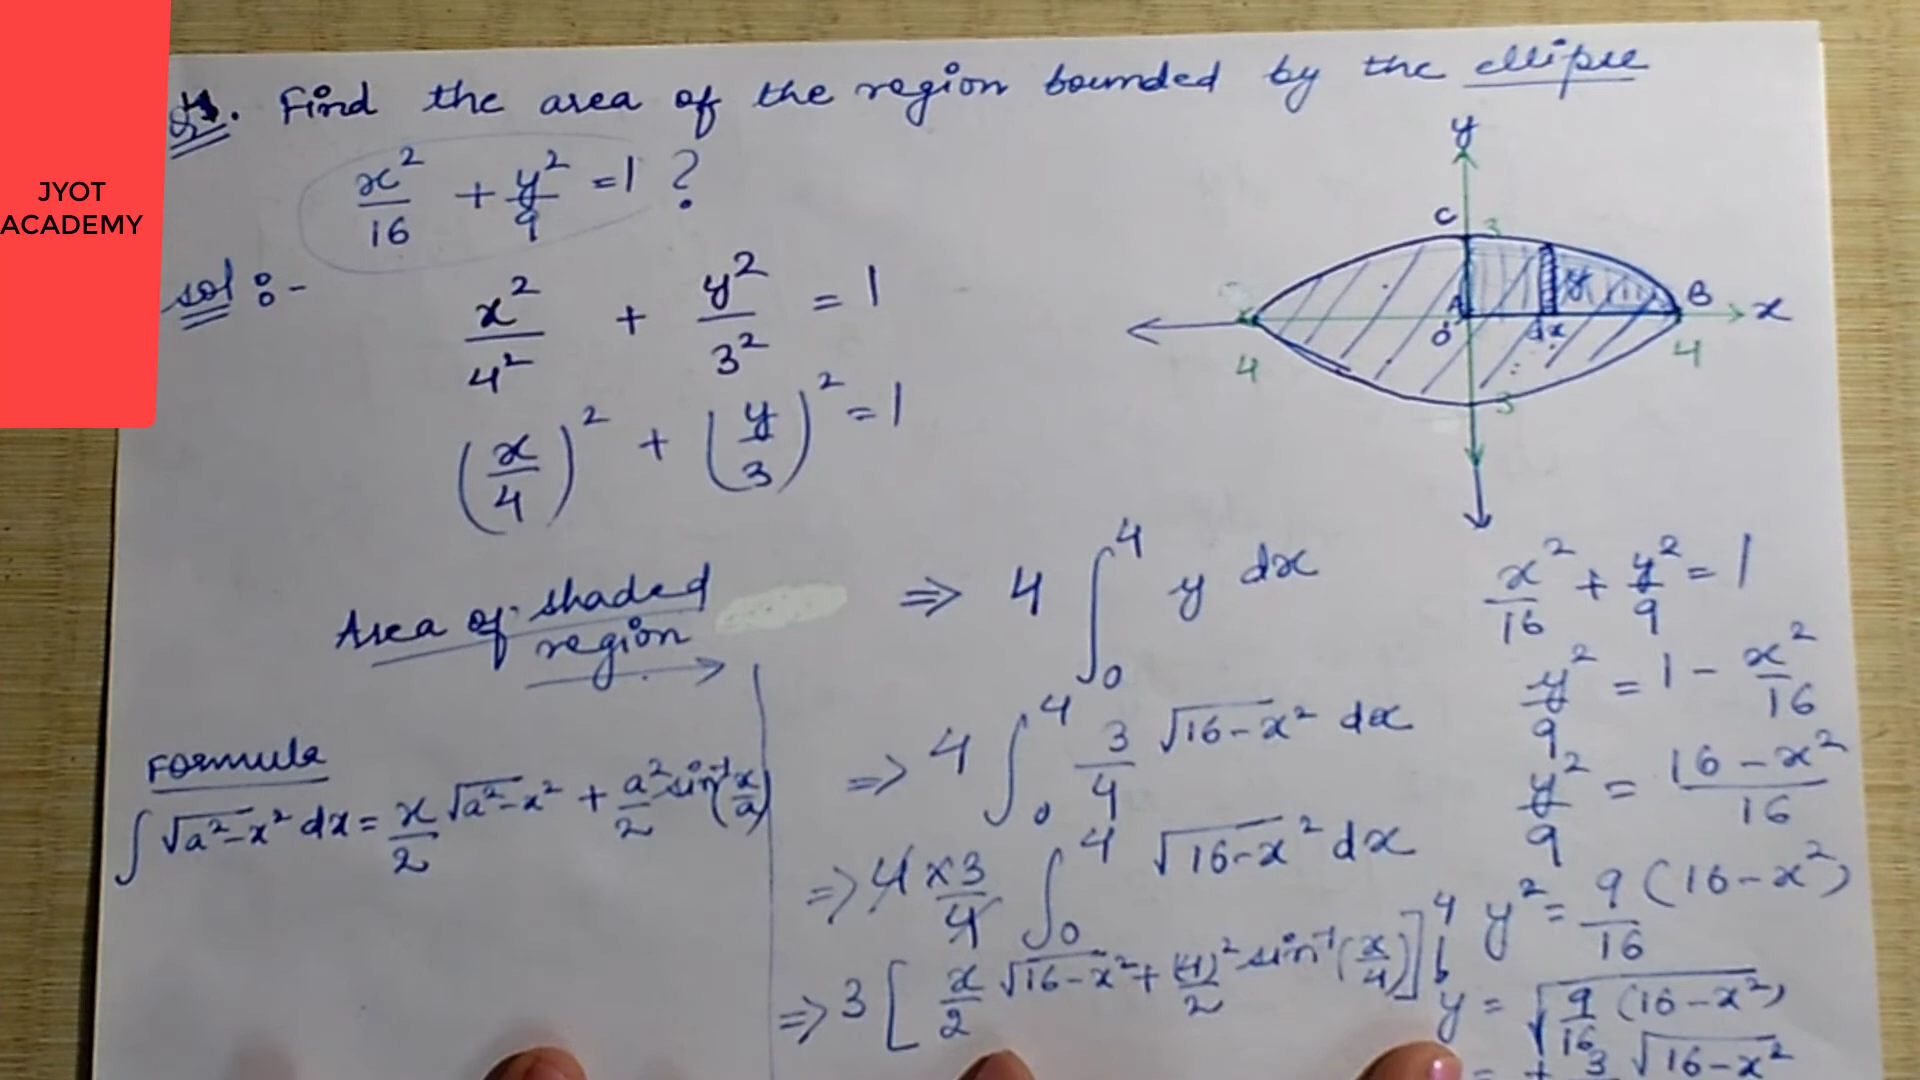 JYOT
ACADEMY
Find the area of the region bounded by the ellipse
x²/16 + y²/9 = 1 ?
sol :-
x²/4² + y²/3² = 1
(x/4)² + (y/3)² = 1
y
C
3
y
A
B
x
O
dx
4
4
3
Area of shaded
region
⇒ 4 ∫₀⁴ y dx
⇒ 4 ∫₀⁴ 3/4 √16-x² dx
⇒ 4×3/4 ∫₀⁴ √16-x² dx
⇒ 3 [ x/2 √16-x² + (4)²/2 sin⁻¹(x/4) ]₀⁴
Formula
∫ √a²-x² dx = x/2 √a²-x² + a²/2 sin⁻¹(x/a)
x²/16 + y²/9 = 1
y²/9 = 1 - x²/16
y²/9 = 16-x²/16
y² = 9/16 (16-x²)
y = √9/16 (16-x²)
= + 3 √16-x²